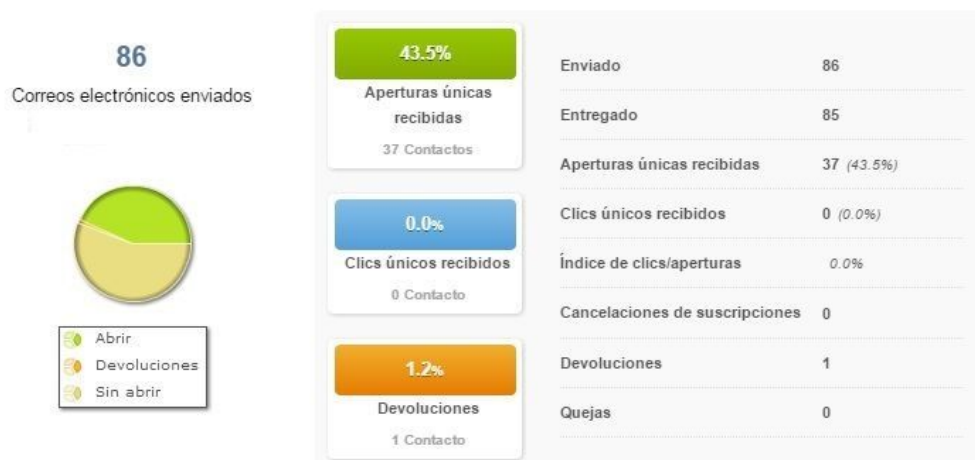 86
Correos electrónicos enviados
Abrir
Devoluciones
Sin abrir
43.5%
Aperturas únicas
recibidas
37 Contactos
0.0%
Clics únicos recibidos
0 Contacto
1.2%
Devoluciones
1 Contacto
Enviado 86
Entregado 85
Aperturas únicas recibidas 37 (43.5%)
Clics únicos recibidos 0 (0.0%)
Índice de clics/aperturas 0.0%
Cancelaciones de suscripciones 0
Devoluciones 1
Quejas 0